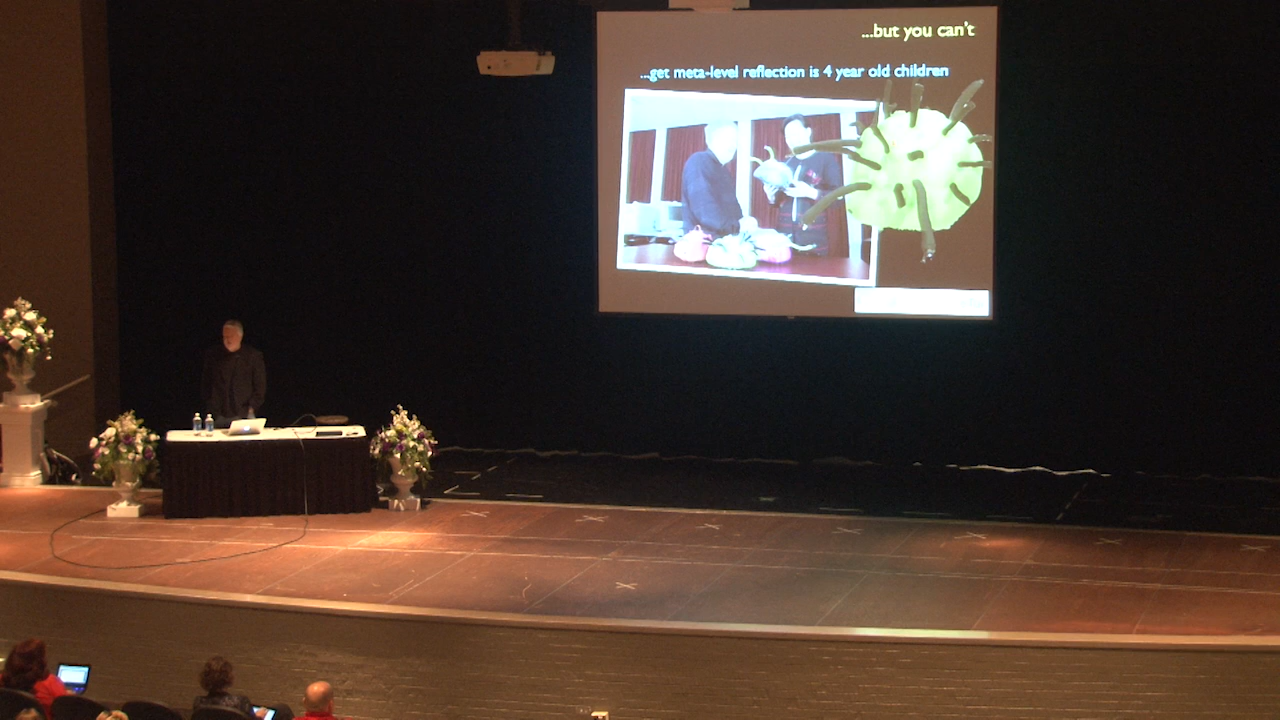 ...but you can't
...get meta-level reflection is 4 year old children